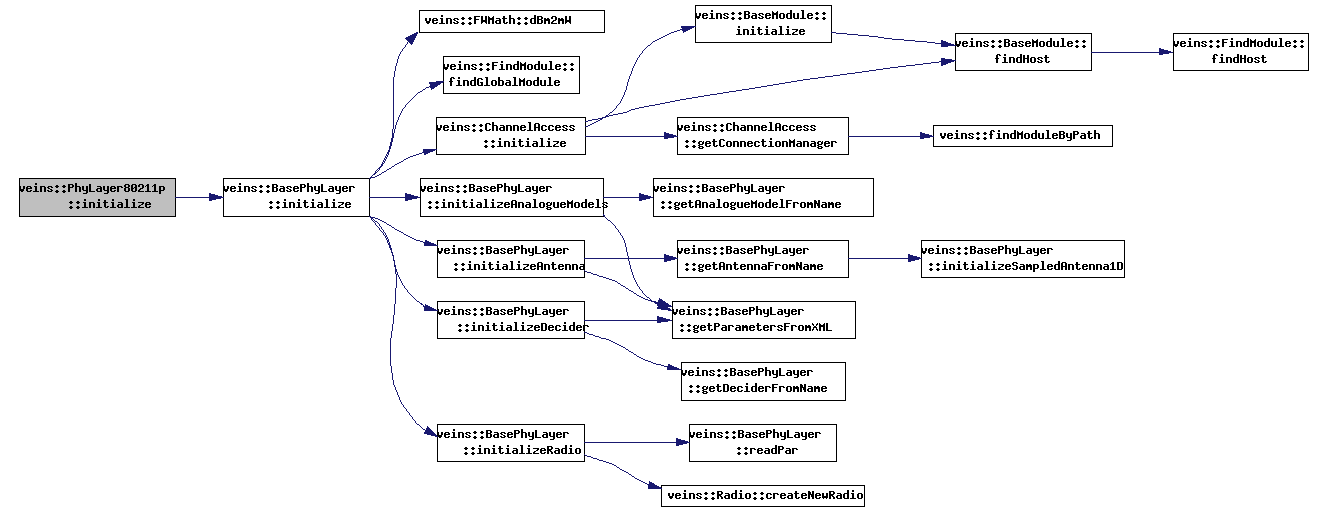 veins::PhyLayer80211p
::initialize
veins::BasePhyLayer
::initialize
veins::FWMath::dBm2mW
veins::FindModule::
findGlobalModule
veins::ChannelAccess
::initialize
veins::BasePhyLayer
::initializeAnalogueModels
veins::BasePhyLayer
::initializeAntenna
veins::BasePhyLayer
::initializeDecider
veins::BasePhyLayer
::initializeRadio
veins::BaseModule::
initialize
veins::ChannelAccess
::getConnectionManager
veins::BasePhyLayer
::getAnalogueModelFromName
veins::BasePhyLayer
::getAntennaFromName
veins::BasePhyLayer
::getParametersFromXML
veins::BasePhyLayer
::getDeciderFromName
veins::BasePhyLayer
::readPar
veins::Radio::createNewRadio
veins::BaseModule::
findHost
veins::findModuleByPath
veins::BasePhyLayer
::initializeSampledAntenna1D
veins::FindModule::
findHost